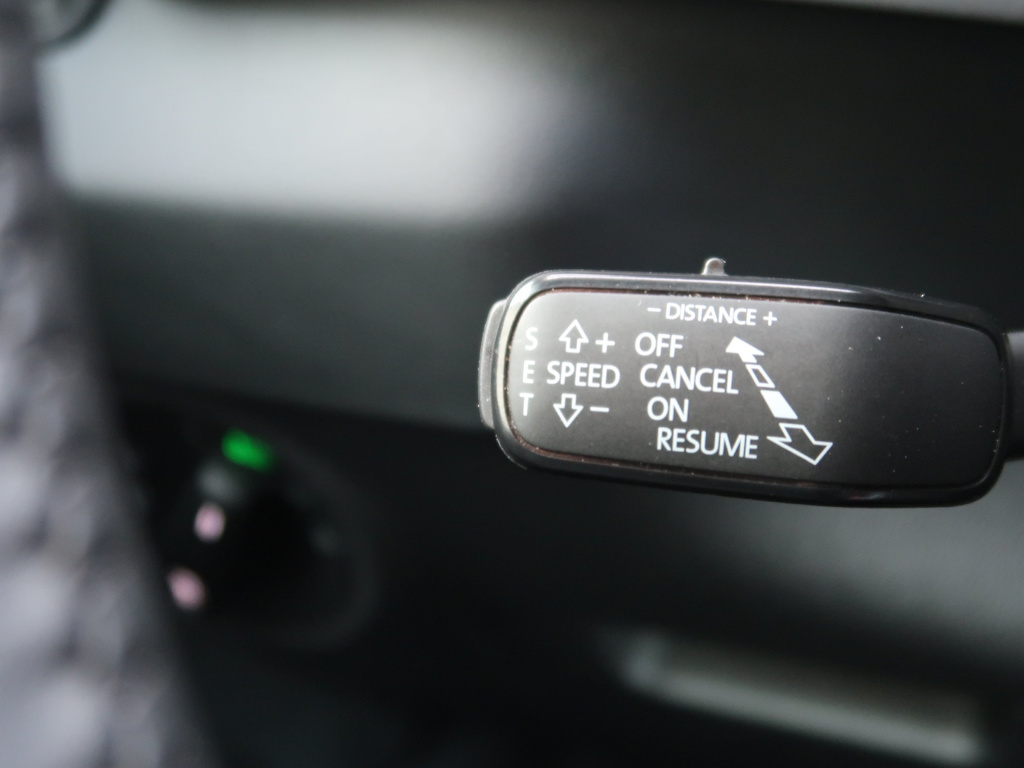 − DISTANCE +
S + OFF
E SPEED CANCEL
T − ON
RESUME